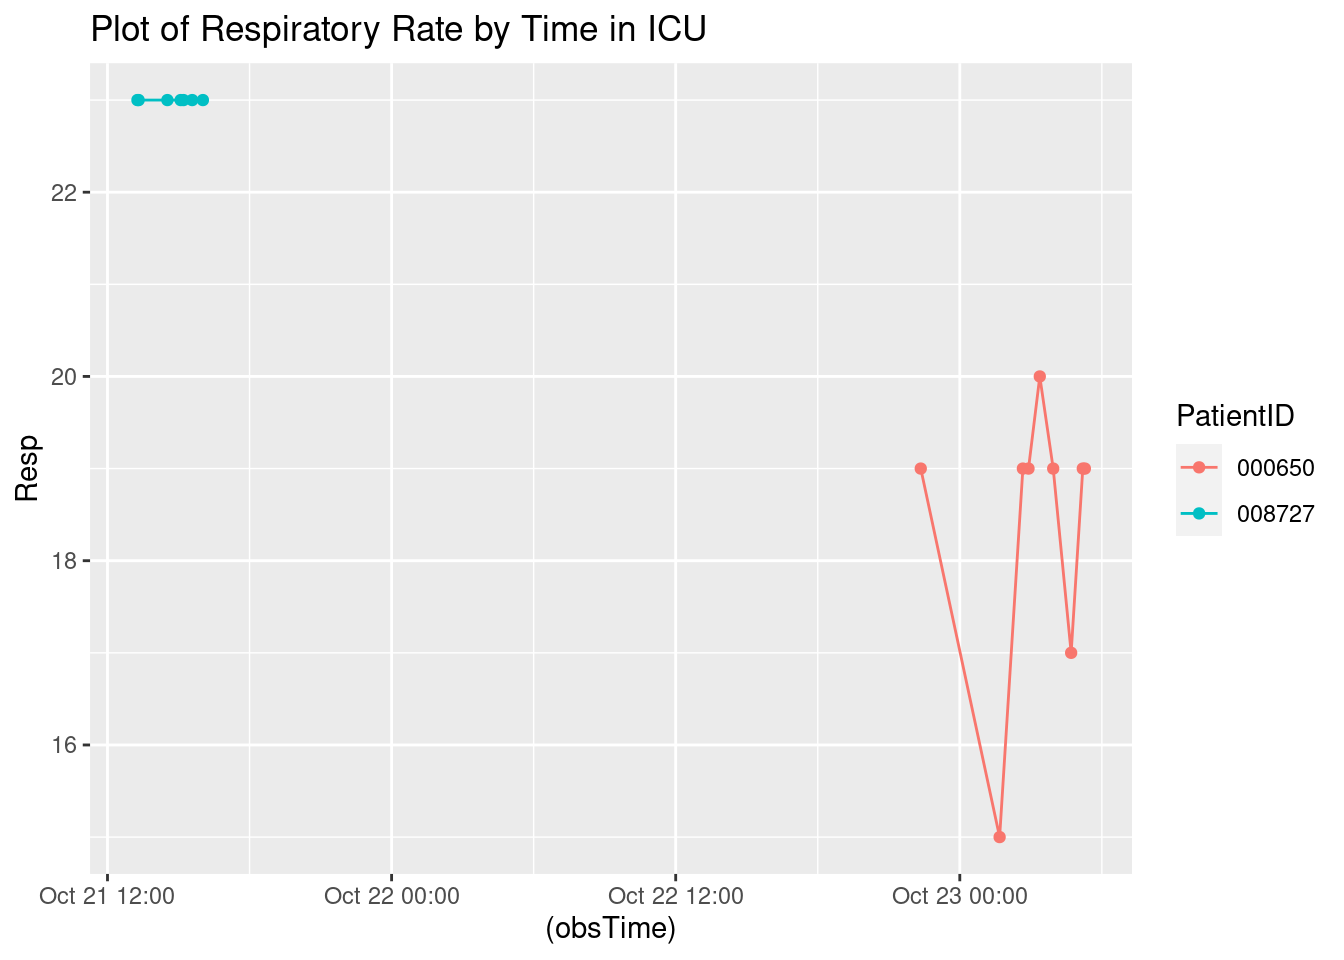 Plot of Respiratory Rate by Time in ICU
22
20
18
16
Resp
Oct 21 12:00
Oct 22 00:00
Oct 22 12:00
Oct 23 00:00
(obsTime)
PatientID
000650
008727